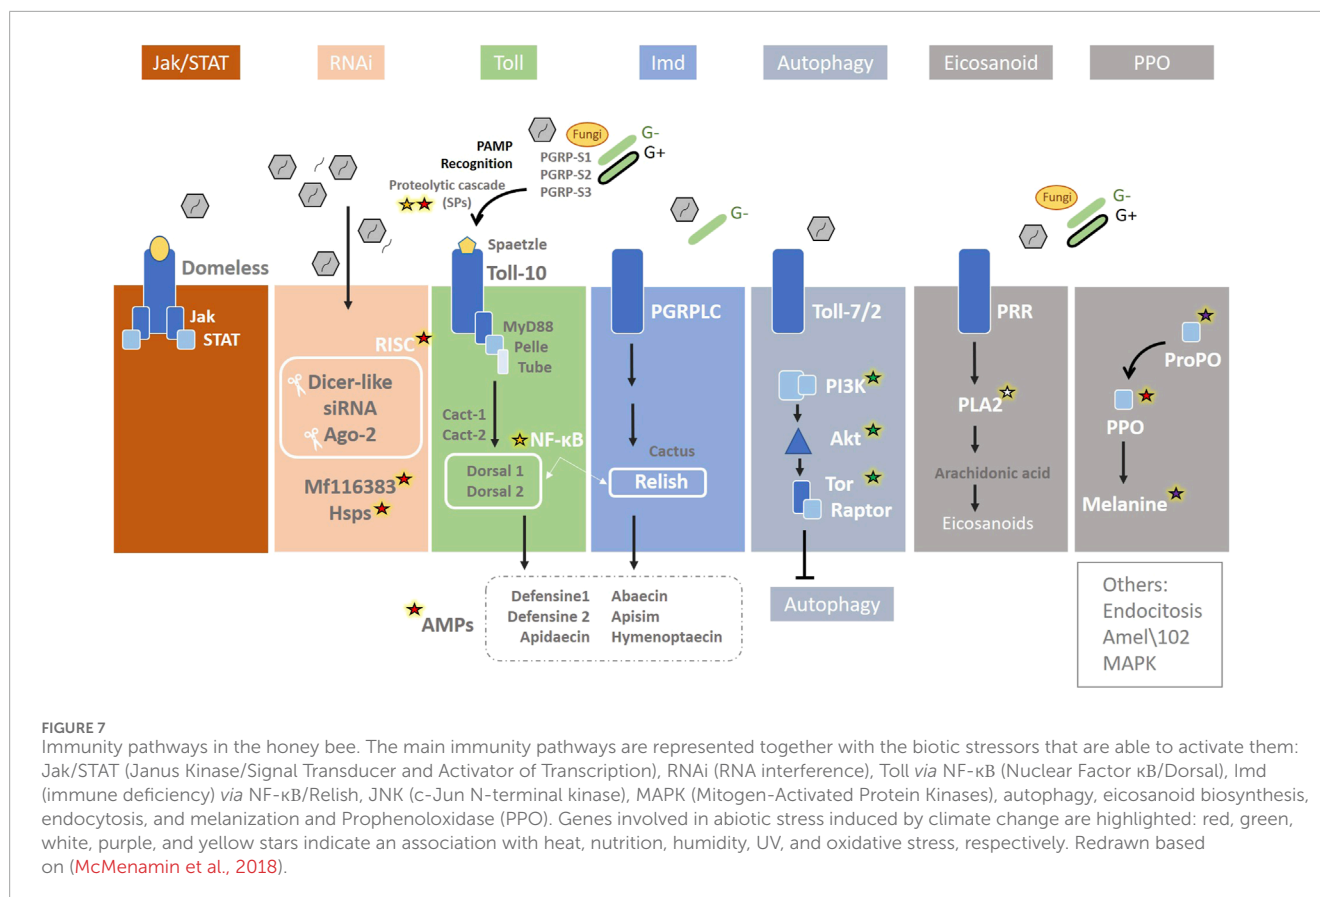 Jak/STAT
RNAi
Toll
Imd
Autophagy
Eicosanoid
PPO
Fungi
G-
G+
PAMP
Recognition
PGRP-S1
PGRP-S2
PGRP-S3
Proteolytic cascade
(SPs)
G-
Fungi
G-
G+
Spaetzle
Domeless
Toll-10
Jak
STAT
RISC
Dicer-like
siRNA
Ago-2
Mf116383
Hsps
MyD88
Pelle
Tube
Cact-1
Cact-2
NF-κB
Dorsal 1
Dorsal 2
PGRPLC
Cactus
Relish
Toll-7/2
PI3K
Akt
Tor
Raptor
Autophagy
PRR
PLA2
Arachidonic acid
Eicosanoids
ProPO
PPO
Melanine
AMPs
Defensine1
Defensine 2
Apidaecin
Abaecin
Apisim
Hymenoptaecin
Others:
Endocitosis
Amel\102
MAPK
FIGURE 7
Immunity pathways in the honey bee. The main immunity pathways are represented together with the biotic stressors that are able to activate them:
Jak/STAT (Janus Kinase/Signal Transducer and Activator of Transcription), RNAi (RNA interference), Toll via NF-κB (Nuclear Factor κB/Dorsal), Imd
(immune deficiency) via NF-κB/Relish, JNK (c-Jun N-terminal kinase), MAPK (Mitogen-Activated Protein Kinases), autophagy, eicosanoid biosynthesis,
endocytosis, and melanization and Prophenoloxidase (PPO). Genes involved in abiotic stress induced by climate change are highlighted: red, green,
white, purple, and yellow stars indicate an association with heat, nutrition, humidity, UV, and oxidative stress, respectively. Redrawn based
on (McMenamin et al., 2018).